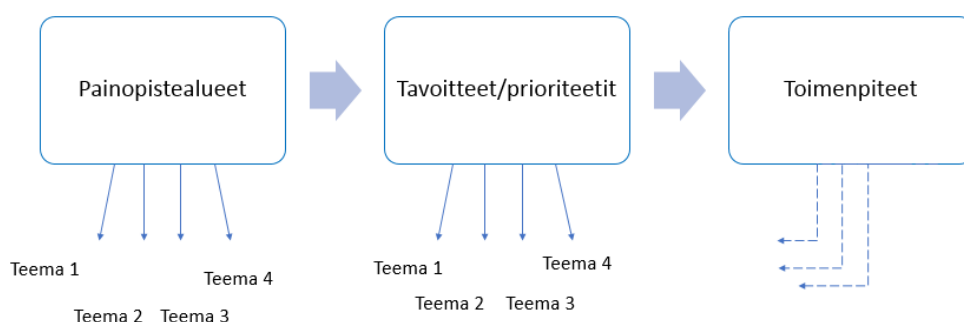 Painopistealueet
Tavoitteet/prioriteetit
Toimenpiteet
Teema 1
Teema 2
Teema 3
Teema 4
Teema 1
Teema 2
Teema 3
Teema 4